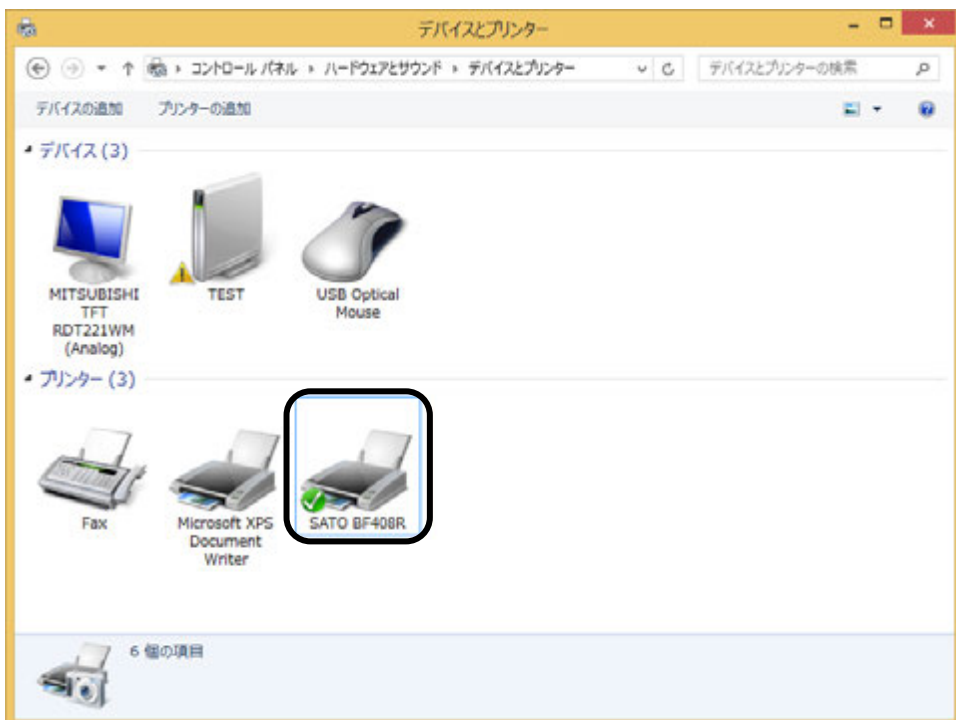 デバイスとプリンター
コントロール パネル ▸ ハードウェアとサウンド ▸ デバイスとプリンター
デバイスとプリンターの検索
デバイスの追加 プリンターの追加
デバイス (3)
MITSUBISHI
TFT
RDT221WM
(Analog)
TEST
USB Optical
Mouse
プリンター (3)
Fax
Microsoft XPS
Document
Writer
SATO BF408R
6 個の項目